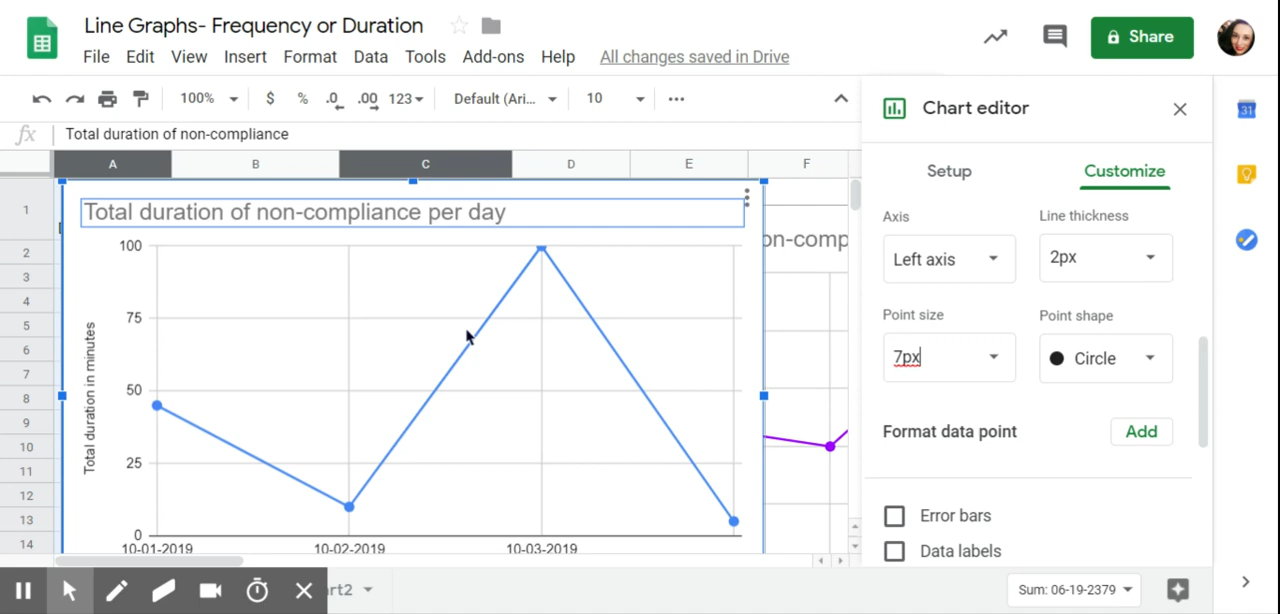 Line Graphs- Frequency or Duration
Share
File Edit View Insert Format Data Tools Add-ons Help All changes saved in Drive
100% $ % .0 .00 123 Default (Ari... 10
fx Total duration of non-compliance
Chart editor
31
A B C D E F
Setup Customize
1
2
3
4
5
6
7
8
9
10
11
12
13
14
Total duration of non-compliance per day
on-comp
Total duration in minutes
100
75
50
25
0
10-01-2019 10-02-2019 10-03-2019
Axis Line thickness
Left axis 2px
Point size Point shape
7px Circle
Format data point Add
Error bars
Data labels
rt2
Sum: 06-19-2379